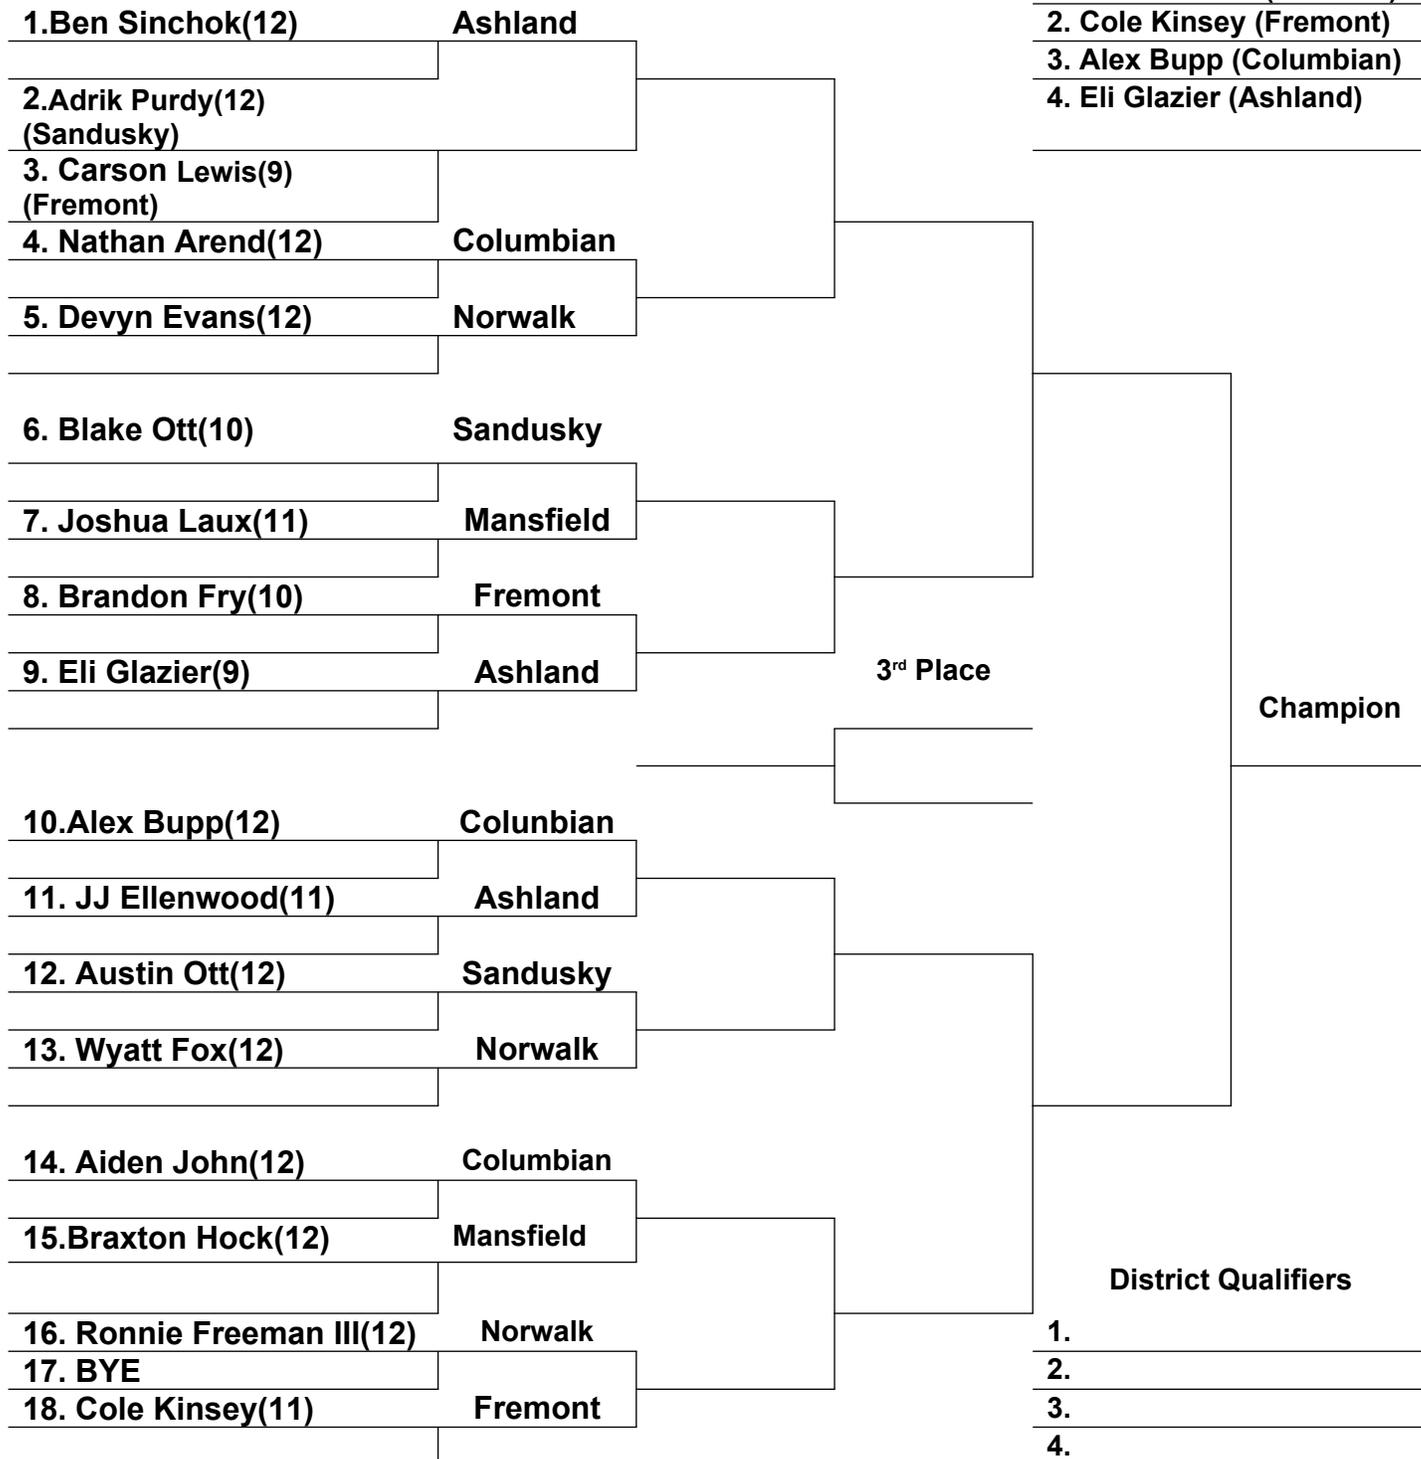 1.Ben Sinchok(12) Ashland
2. Cole Kinsey (Fremont)
3. Alex Bupp (Columbian)
2.Adrik Purdy(12)
(Sandusky)
4. Eli Glazier (Ashland)
3. Carson Lewis(9)
(Fremont)
4. Nathan Arend(12) Columbian
5. Devyn Evans(12) Norwalk
6. Blake Ott(10) Sandusky
7. Joshua Laux(11) Mansfield
8. Brandon Fry(10) Fremont
9. Eli Glazier(9) Ashland
3rd Place
Champion
10.Alex Bupp(12) Colunbian
11. JJ Ellenwood(11) Ashland
12. Austin Ott(12) Sandusky
13. Wyatt Fox(12) Norwalk
14. Aiden John(12) Columbian
15.Braxton Hock(12) Mansfield
District Qualifiers
16. Ronnie Freeman III(12) Norwalk
1.
17. BYE
2.
18. Cole Kinsey(11) Fremont
3.
4.